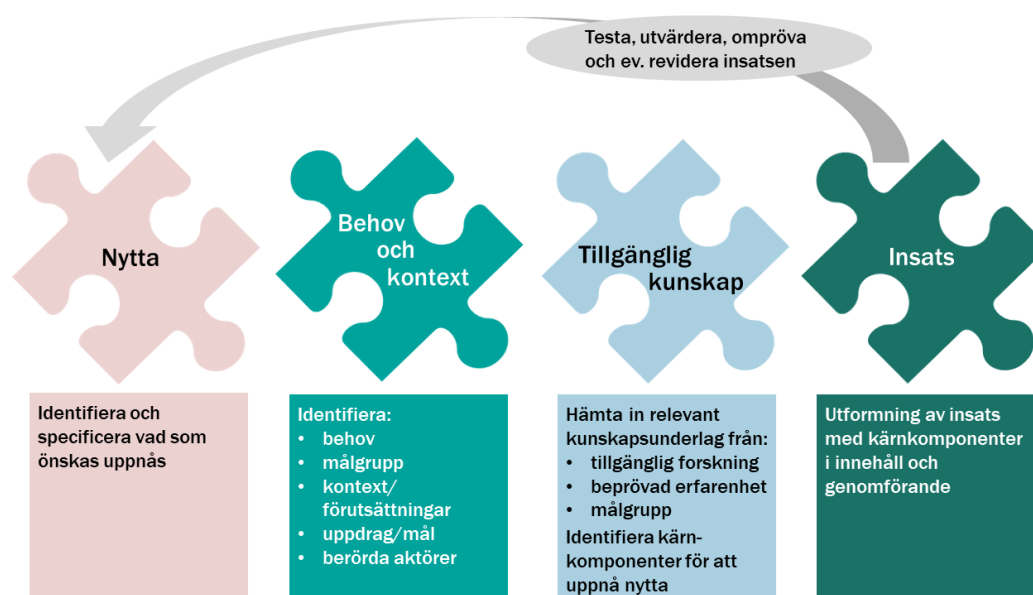 Testa, utvärdera, ompröva
och ev. revidera insatsen
Nytta
Behov
och
kontext
Tillgänglig
kunskap
Insats
Identifiera och
specificera vad som
önskas uppnås
Identifiera:
• behov
• målgrupp
• kontext/
förutsättningar
• uppdrag/mål
• berörda aktörer
Hämta in relevant
kunskapsunderlag från:
• tillgänglig forskning
• beprövad erfarenhet
• målgrupp
Identifiera kärn-
komponenter för att
uppnå nytta
Utformning av insats
med kärnkomponenter
i innehåll och
genomförande